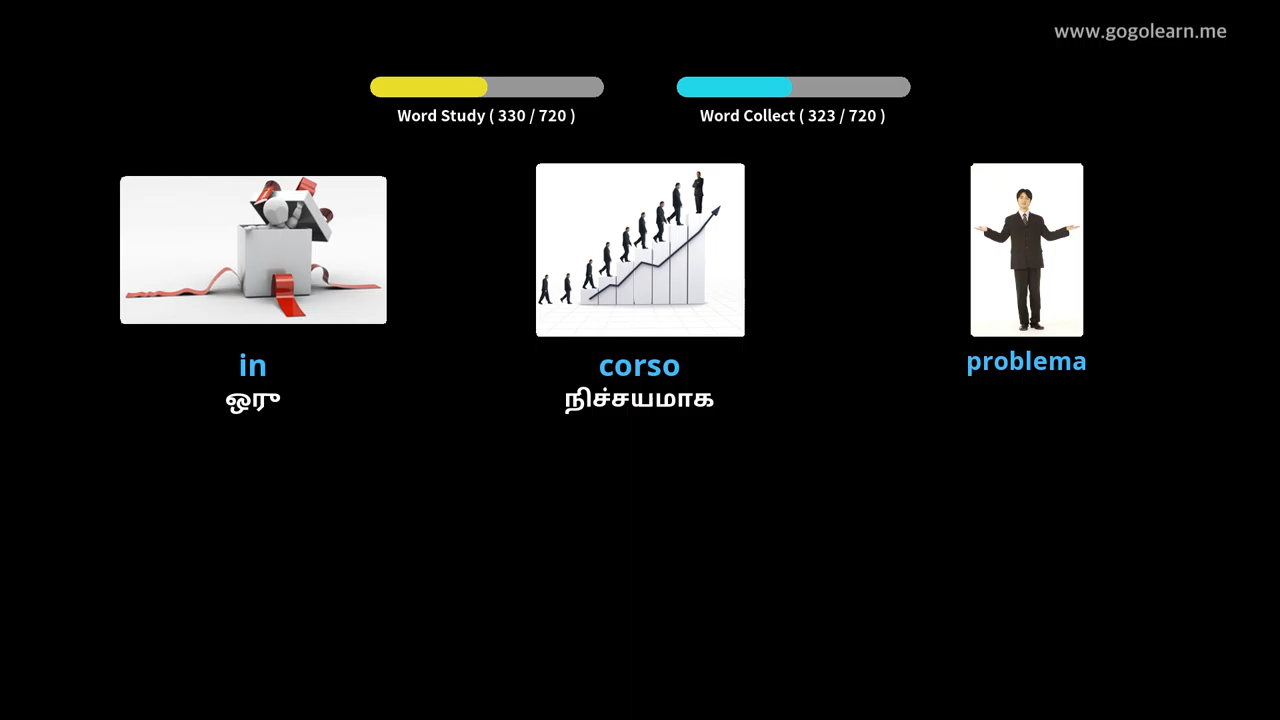 www.gogolearn.me
Word Study ( 330 / 720 )
Word Collect ( 323 / 720 )
in
ஒரு
corso
நிச்சயமாக
problema